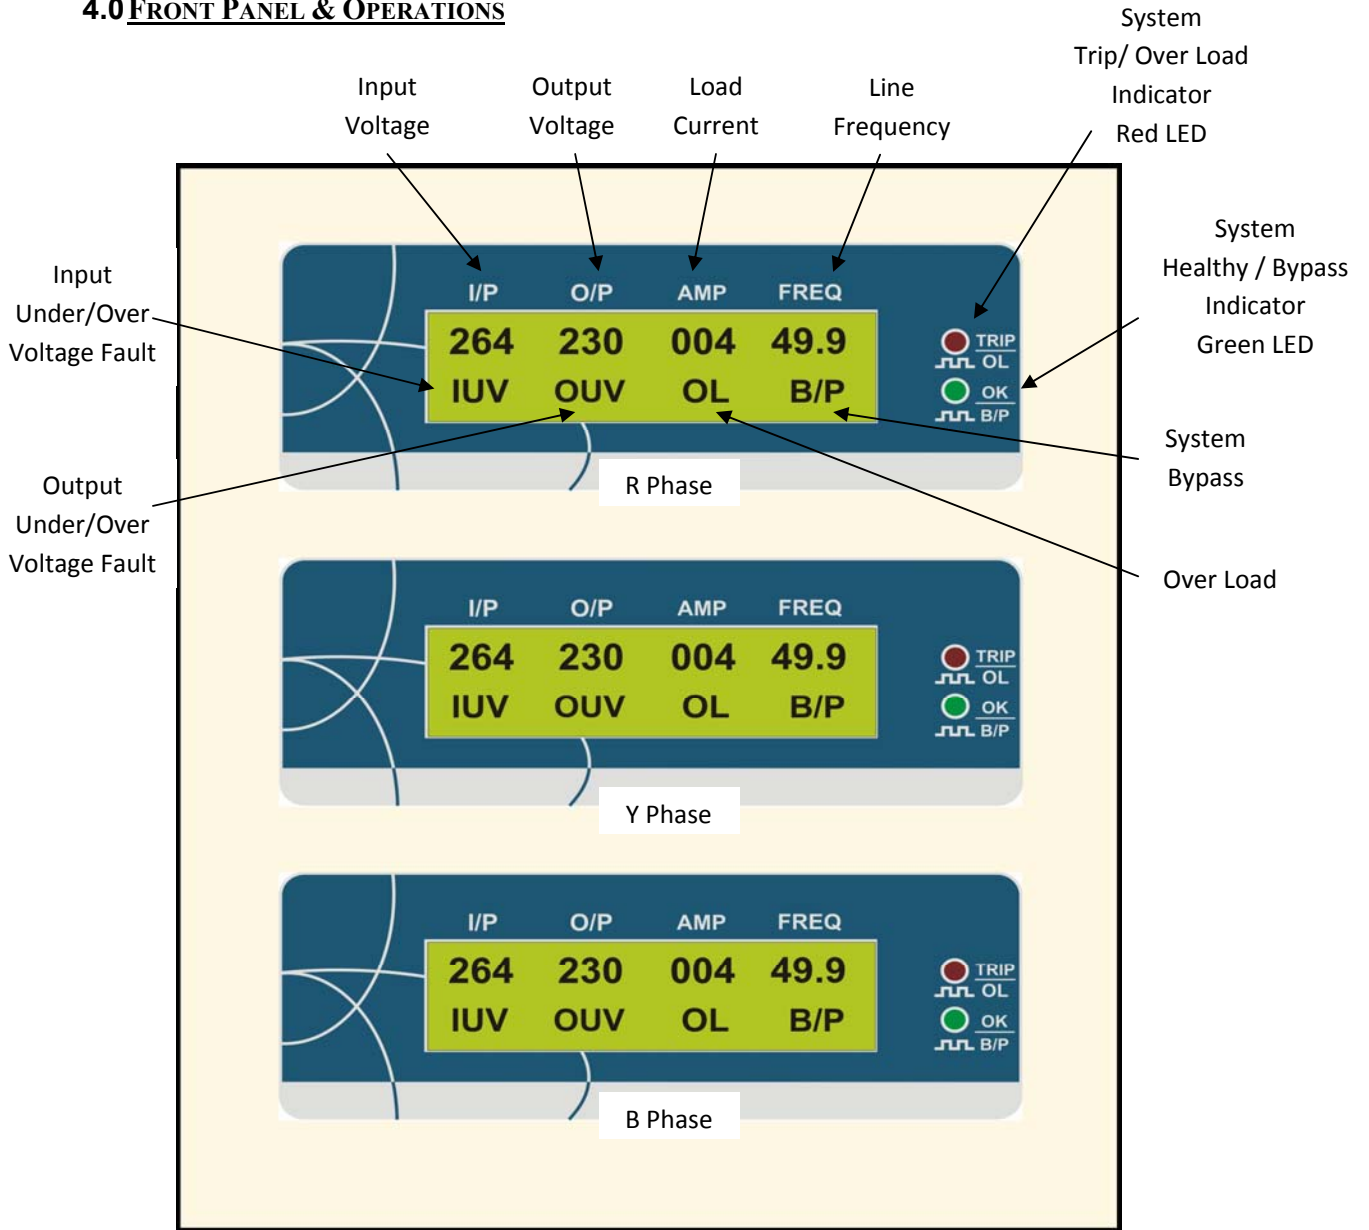 4.0 FRONT PANEL & OPERATIONS
System
Trip/ Over Load
Indicator
Red LED
Input
Voltage
Output
Voltage
Load
Current
Line
Frequency
System
Healthy / Bypass
Indicator
Green LED
Input
Under/Over
Voltage Fault
I/P O/P AMP FREQ
264 230 004 49.9
IUV OUV OL B/P
TRIP
OL
OK
B/P
R Phase
System
Bypass
Output
Under/Over
Voltage Fault
Over Load
I/P O/P AMP FREQ
264 230 004 49.9
IUV OUV OL B/P
TRIP
OL
OK
B/P
Y Phase
I/P O/P AMP FREQ
264 230 004 49.9
IUV OUV OL B/P
TRIP
OL
OK
B/P
B Phase